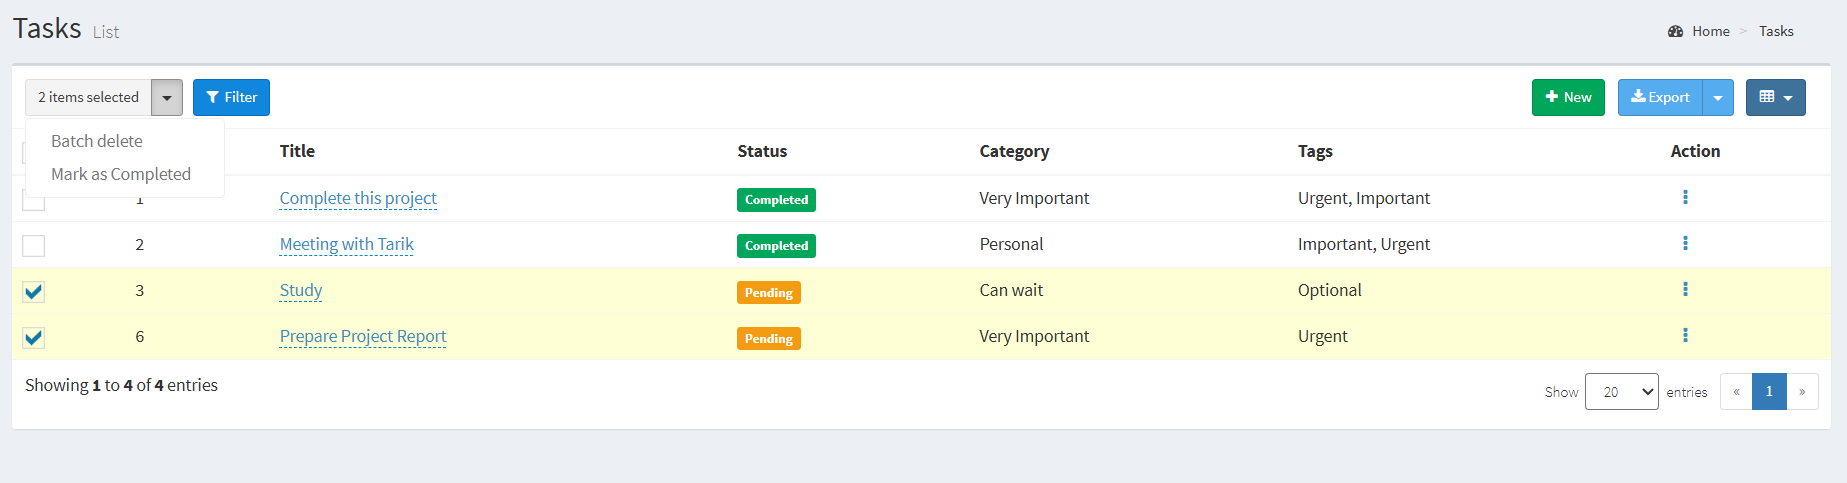 Tasks List
Home > Tasks
2 items selected Filter New Export
Batch delete
Mark as Completed
Title Status Category Tags Action
1 Complete this project Completed Very Important Urgent, Important
2 Meeting with Tarik Completed Personal Important, Urgent
3 Study Pending Can wait Optional
6 Prepare Project Report Pending Very Important Urgent
Showing 1 to 4 of 4 entries Show 20 entries « 1 »